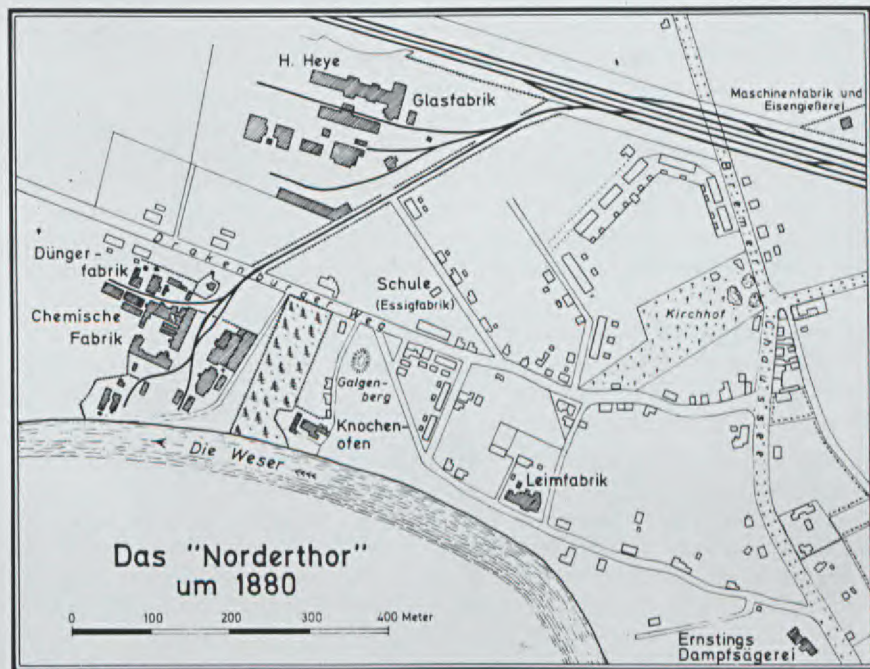 H. Heye
Glasfabrik
Maschinenfabrik und
Eisengießerei
Bremer
Chaussee
Drakenburger Weg
Dünger-
fabrik
Chemische
Fabrik
Schule
(Essigfabrik)
Kirchhof
Galgen-
berg
Knochen-
ofen
Leimfabrik
Die Weser
Das "Norderthor"
um 1880
0 100 200 300 400 Meter
Ernstings
Dampfsägerei